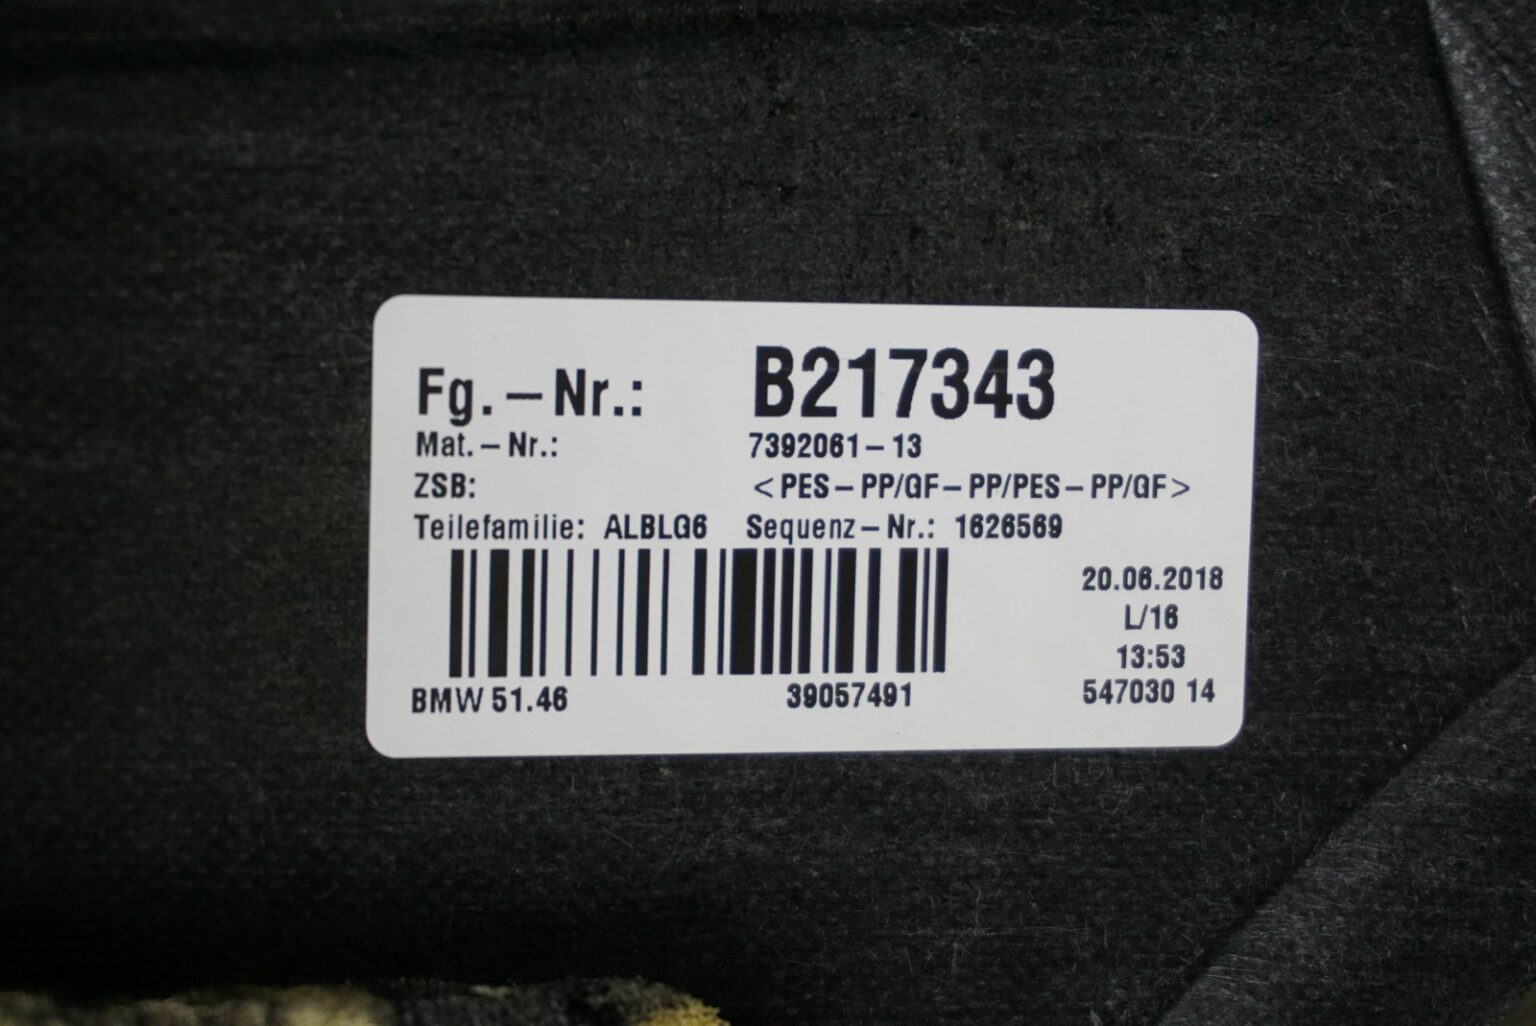 Fg.-Nr.: B217343
Mat.-Nr.: 7392061-13
ZSB: <PES-PP/GF-PP/PES-PP/GF>
Teilefamilie: ALBLG6 Sequenz-Nr.: 1626569
20.06.2018
L/16
13:53
BMW 51.46 39057491 547030 14